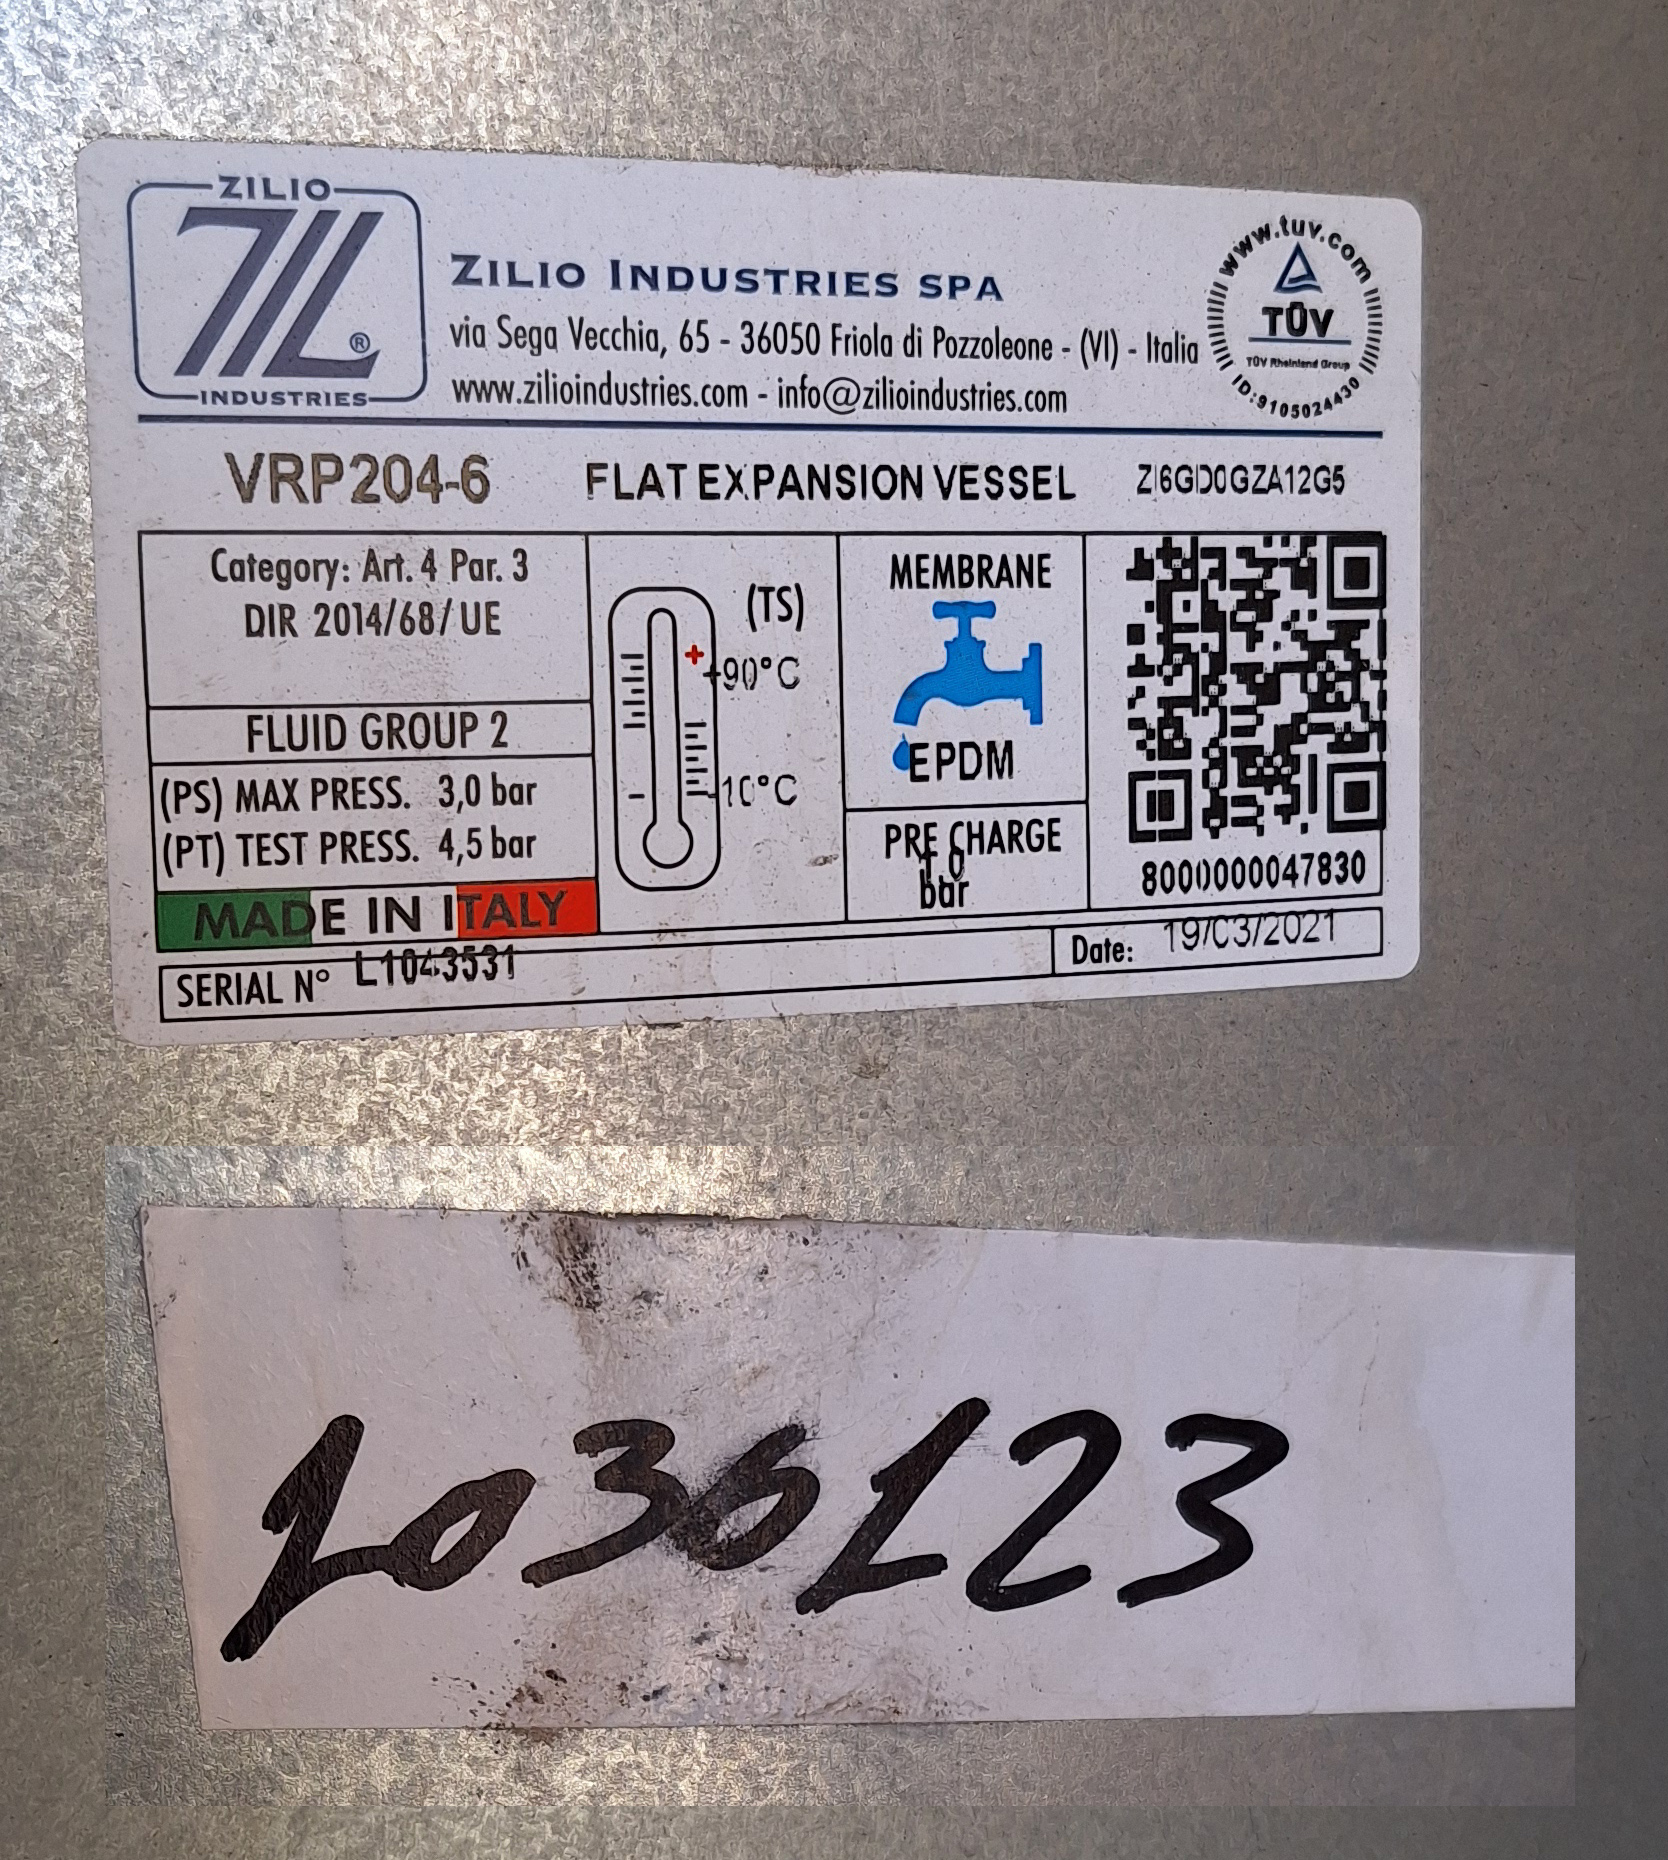 ZILIO
ZIL®
INDUSTRIES
ZILIO INDUSTRIES SPA
via Sega Vecchia, 65 - 36050 Friola di Pozzoleone - (VI) - Italia
www.zilioindustries.com - info@zilioindustries.com
www.tuv.com
TÜV
TÜV Rheinland Group
ID:9105024430
VRP204-6 FLAT EXPANSION VESSEL Z6GD0GZA12G5
Category: Art. 4 Par. 3
DIR 2014/68/UE
FLUID GROUP 2
(PS) MAX PRESS. 3,0 bar
(PT) TEST PRESS. 4,5 bar
MADE IN ITALY
(TS)
+
+90°C
-10°C
MEMBRANE
EPDM
PRE CHARGE
1,0
bar
8000000047830
SERIAL N° L1043531
Date: 19/03/2021